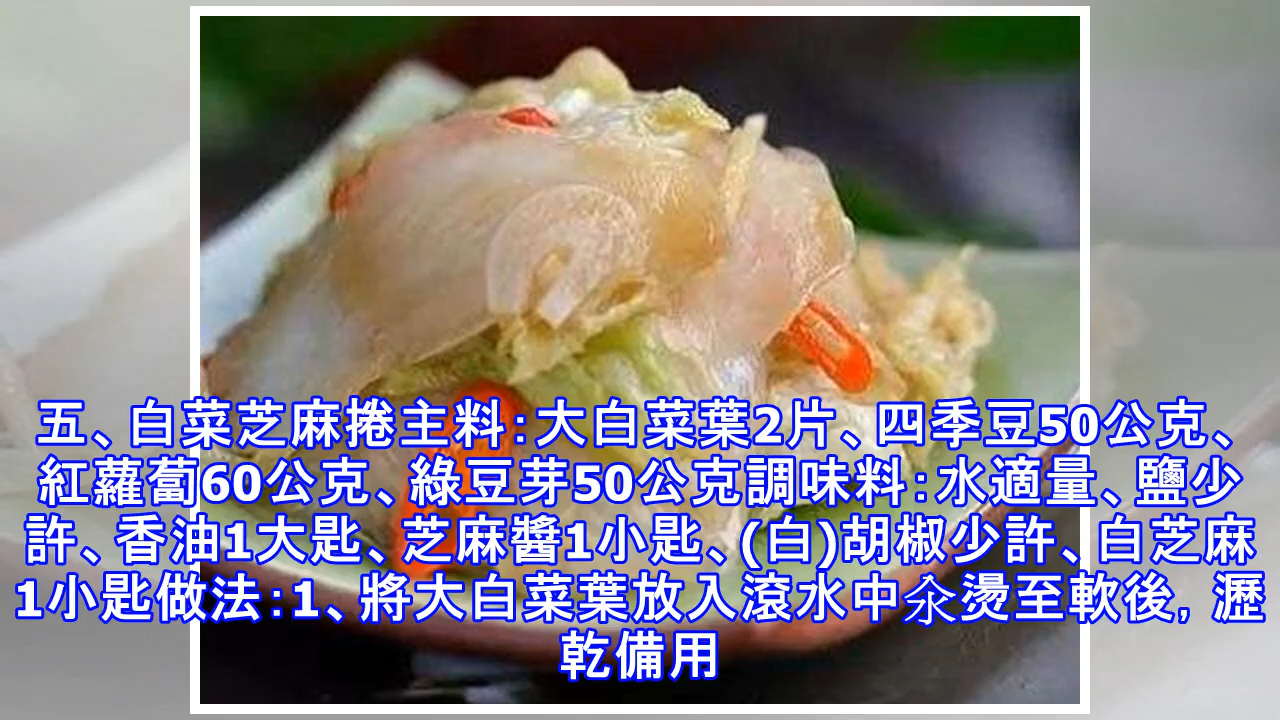 五、白菜芝麻捲主料：大白菜葉2片、四季豆50公克、
紅蘿蔔60公克、綠豆芽50公克調味料：水適量、鹽少
許、香油1大匙、芝麻醬1小匙、(白)胡椒少許、白芝麻
1小匙做法：1、將大白菜葉放入滾水中汆燙至軟後，瀝
乾備用